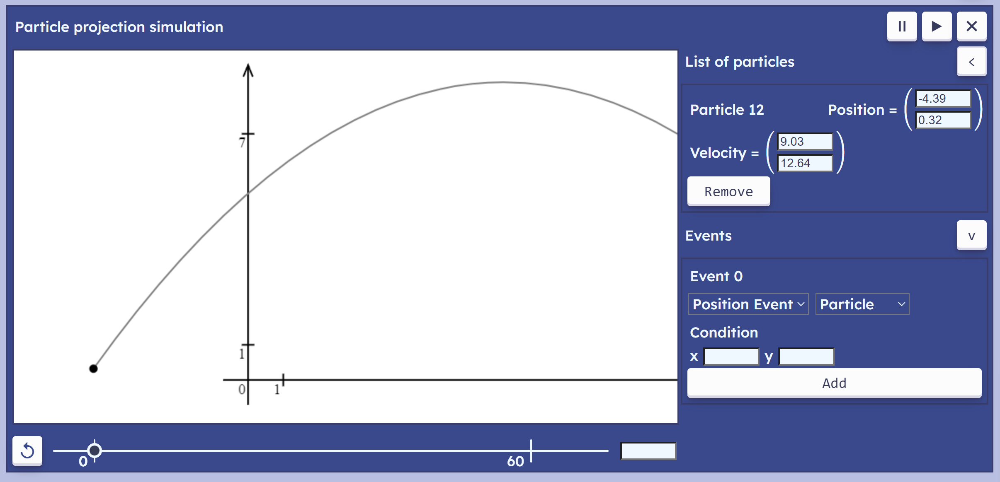 Particle projection simulation
List of particles
<
Particle 12 Position = -4.39
0.32
Velocity = 9.03
12.64
Remove
Events
v
Event 0
Position Event Particle
Condition
x y
Add
7
1
0 1
0 60